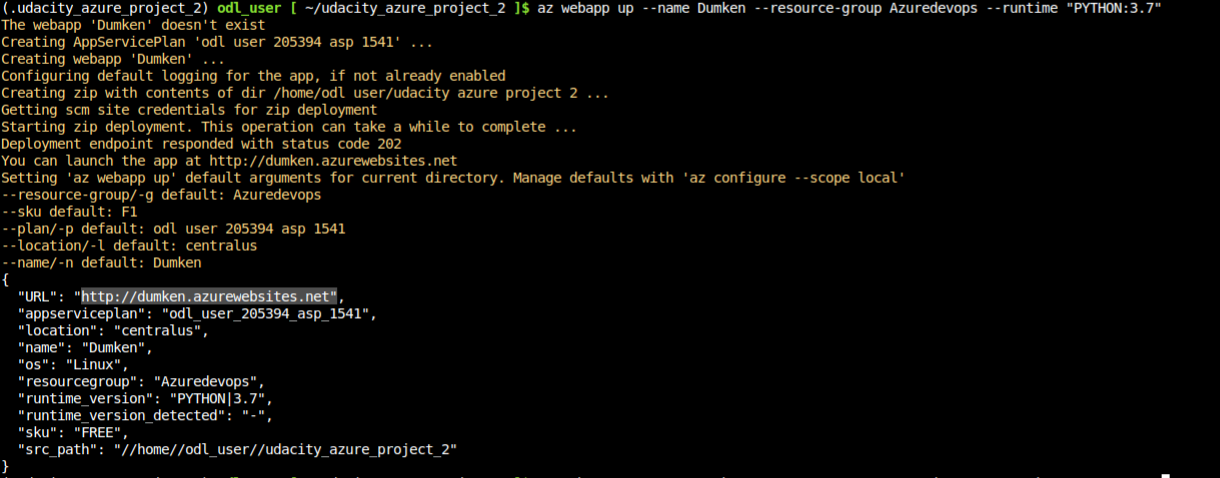 (.udacity_azure_project_2) odl_user [ ~/udacity_azure_project_2 ]$ az webapp up --name Dumken --resource-group Azuredevops --runtime "PYTHON:3.7"
The webapp 'Dumken' doesn't exist
Creating AppServicePlan 'odl user 205394 asp 1541' ...
Creating webapp 'Dumken' ...
Configuring default logging for the app, if not already enabled
Creating zip with contents of dir /home/odl user/udacity azure project 2 ...
Getting scm site credentials for zip deployment
Starting zip deployment. This operation can take a while to complete ...
Deployment endpoint responded with status code 202
You can launch the app at http://dumken.azurewebsites.net
Setting 'az webapp up' default arguments for current directory. Manage defaults with 'az configure --scope local'
--resource-group/-g default: Azuredevops
--sku default: F1
--plan/-p default: odl user 205394 asp 1541
--location/-l default: centralus
--name/-n default: Dumken
{
  "URL": "http://dumken.azurewebsites.net",
  "appserviceplan": "odl_user_205394_asp_1541",
  "location": "centralus",
  "name": "Dumken",
  "os": "Linux",
  "resourcegroup": "Azuredevops",
  "runtime_version": "PYTHON|3.7",
  "runtime_version_detected": "-",
  "sku": "FREE",
  "src_path": "//home//odl_user//udacity_azure_project_2"
}